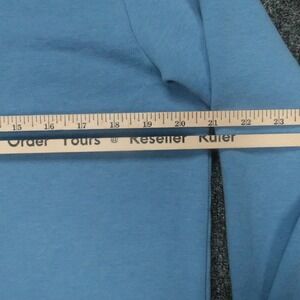 15 16 17 18 19 20 21 22 23
Order Yours @ Reseller Ruler